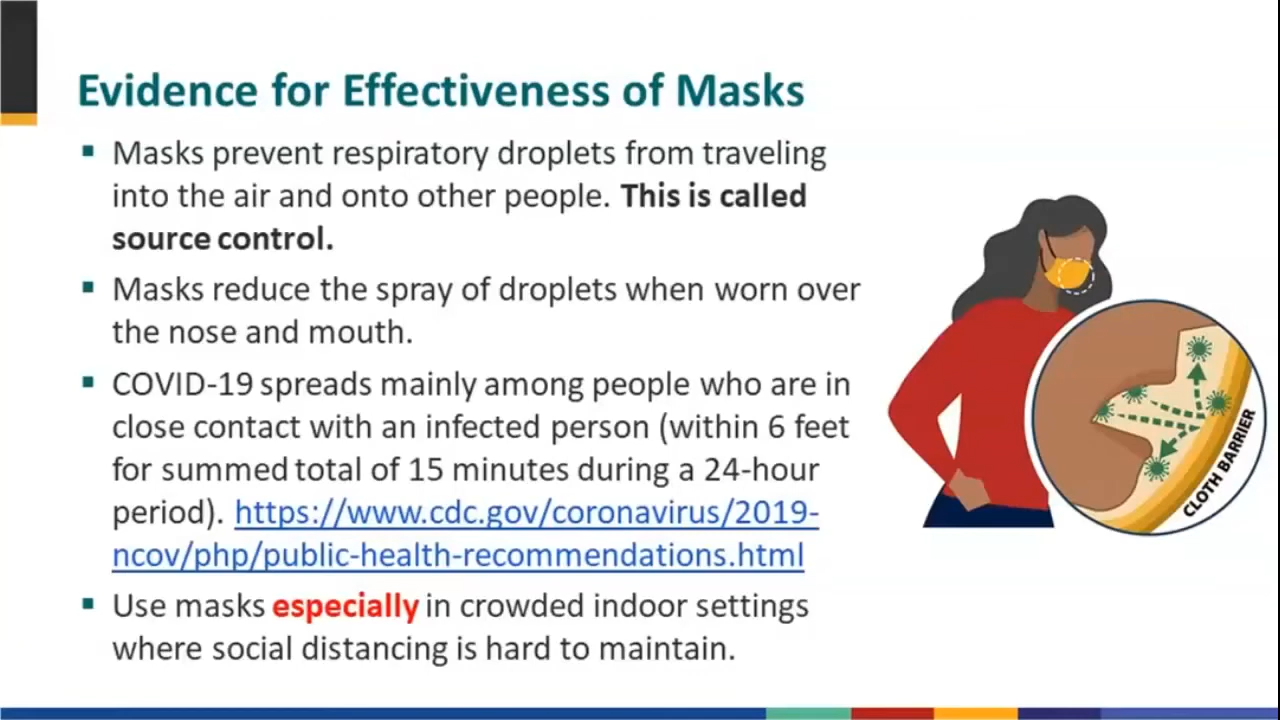 Evidence for Effectiveness of Masks
▪ Masks prevent respiratory droplets from traveling
into the air and onto other people. This is called
source control.
▪ Masks reduce the spray of droplets when worn over
the nose and mouth.
▪ COVID-19 spreads mainly among people who are in
close contact with an infected person (within 6 feet
for summed total of 15 minutes during a 24-hour
period). https://www.cdc.gov/coronavirus/2019-
ncov/php/public-health-recommendations.html
▪ Use masks especially in crowded indoor settings
where social distancing is hard to maintain.
CLOTH BARRIER